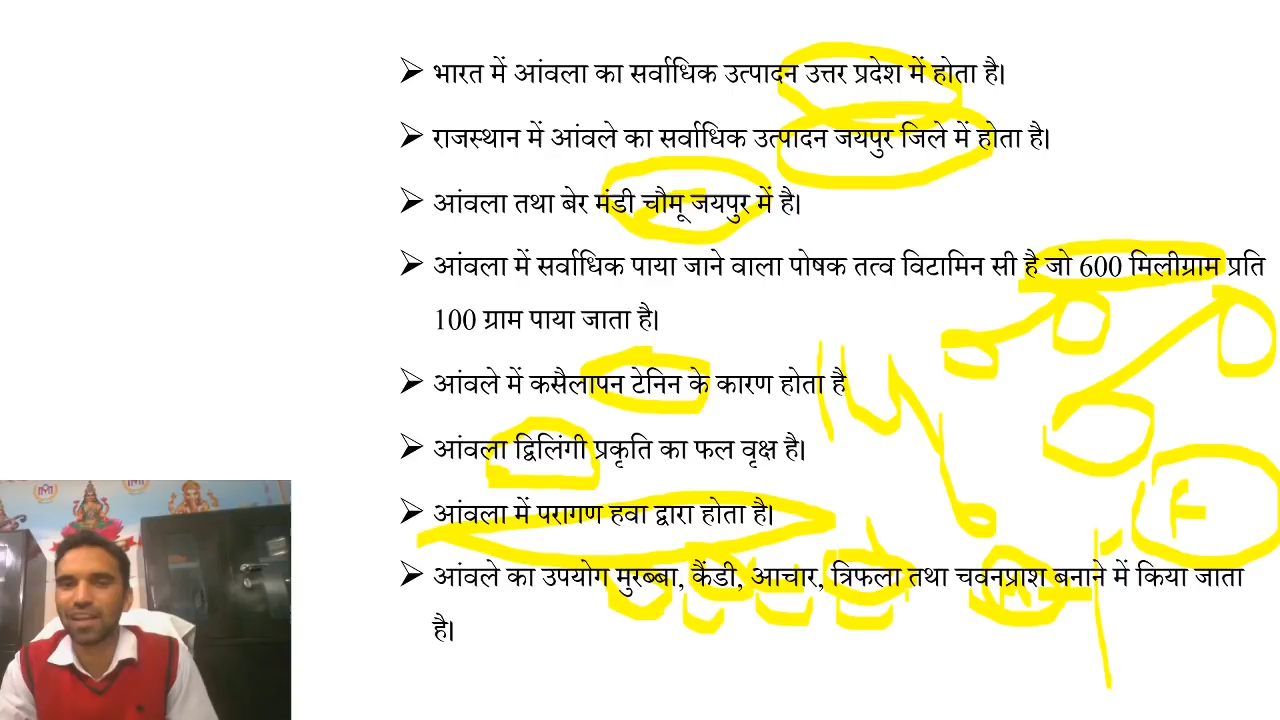 भारत में आंवला का सर्वाधिक उत्पादन उत्तर प्रदेश में होता है।
राजस्थान में आंवले का सर्वाधिक उत्पादन जयपुर जिले में होता है।
आंवला तथा बेर मंडी चौमू जयपुर में है।
आंवला में सर्वाधिक पाया जाने वाला पोषक तत्व विटामिन सी है जो 600 मिलीग्राम प्रति
100 ग्राम पाया जाता है।
आंवले में कसैलापन टेनिन के कारण होता है
आंवला द्विलिंगी प्रकृति का फल वृक्ष है।
आंवला में परागण हवा द्वारा होता है।
आंवले का उपयोग मुरब्बा, कैंडी, आचार, त्रिफला तथा चवनप्राश बनाने में किया जाता
है।